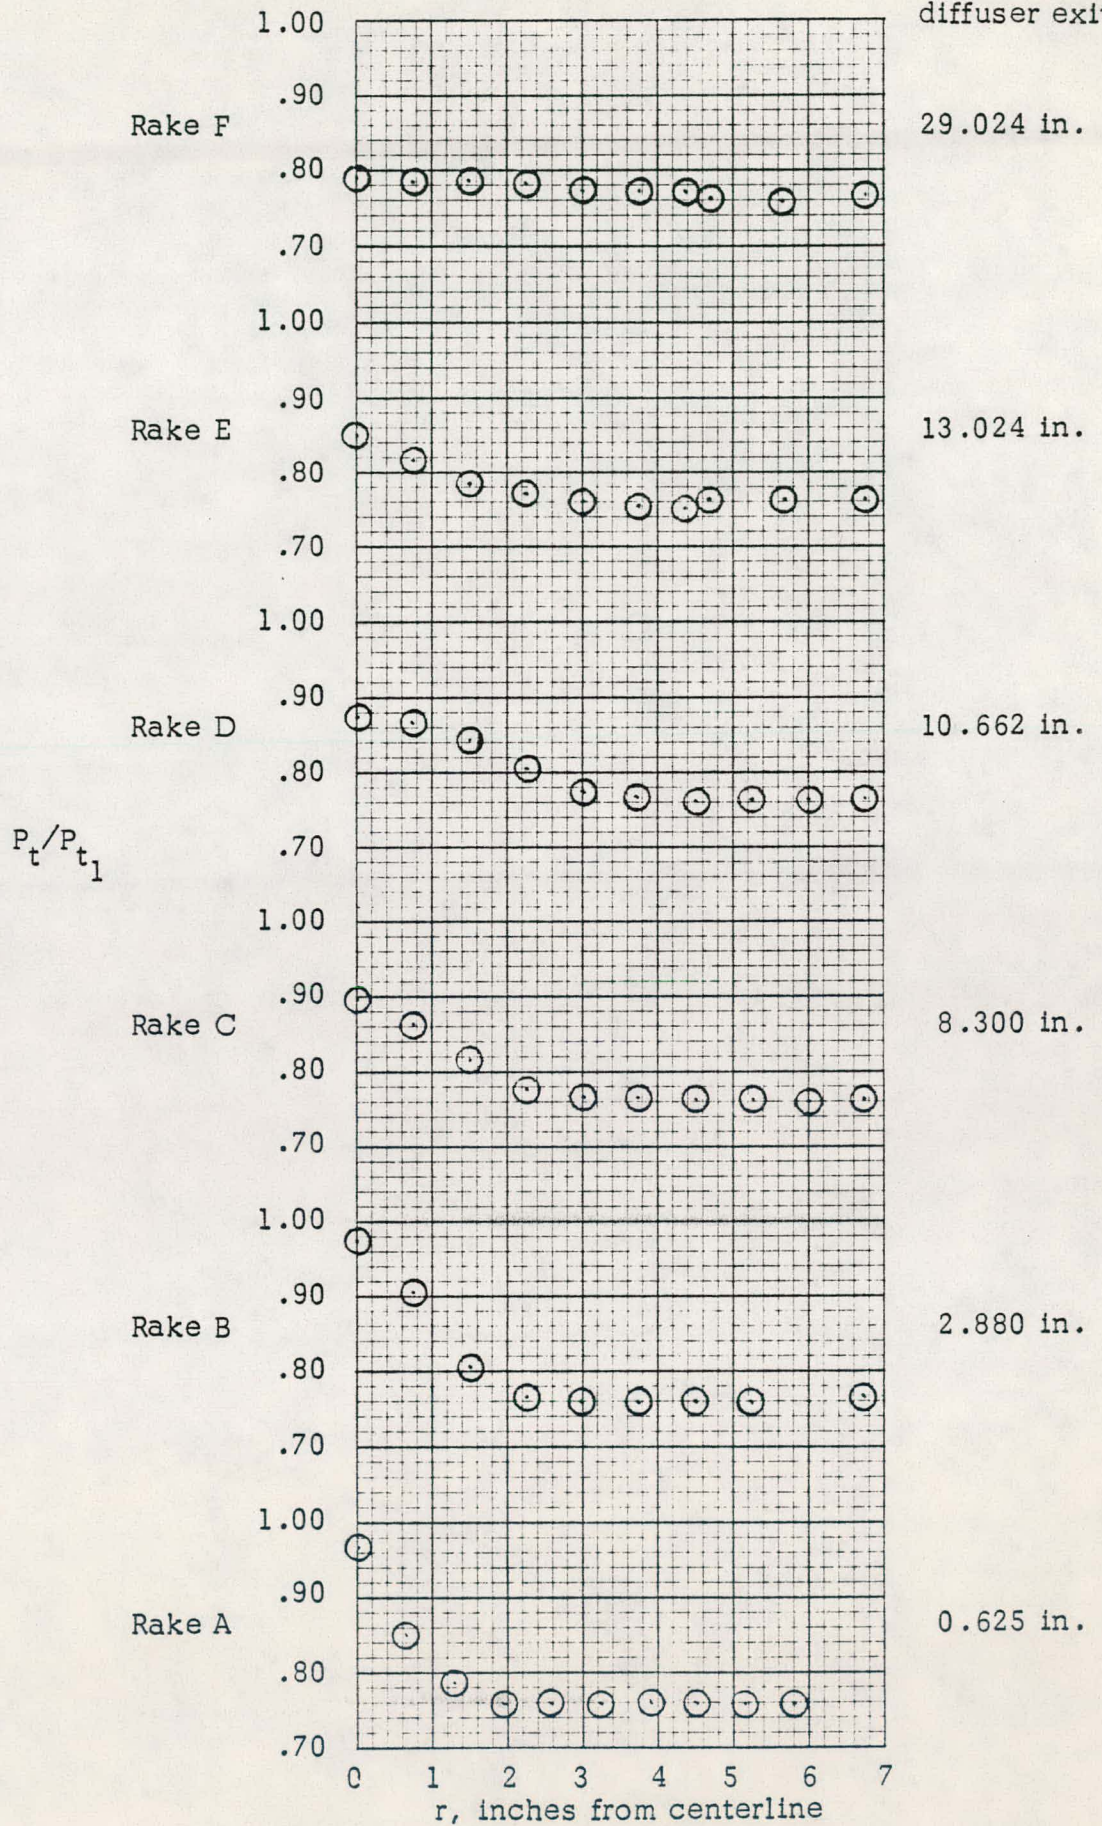 diffuser exi
1.00
.90
Rake F
29.024 in.
.80
.70
1.00
.90
Rake E
13.024 in.
.80
.70
1.00
.90
Rake D
10.662 in.
.80
Pt/Pt1
.70
1.00
.90
Rake C
8.300 in.
.80
.70
1.00
.90
Rake B
2.880 in.
.80
.70
1.00
.90
Rake A
0.625 in.
.80
.70
0 1 2 3 4 5 6 7
r, inches from centerline